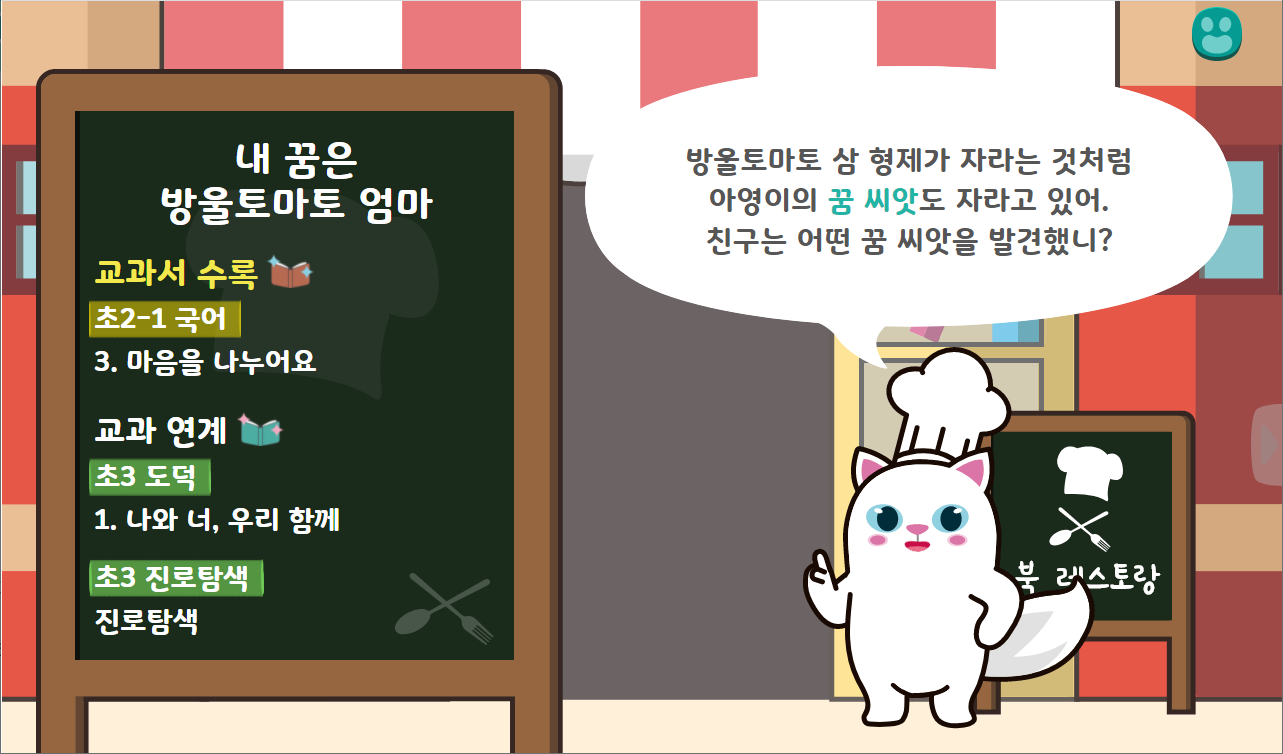 내 꿈은
방울토마토 엄마
교과서 수록
초2-1 국어
3. 마음을 나누어요
교과 연계
초3 도덕
1. 나와 너, 우리 함께
초3 진로탐색
진로탐색
방울토마토 삼 형제가 자라는 것처럼
아영이의 꿈 씨앗도 자라고 있어.
친구는 어떤 꿈 씨앗을 발견했니?
북 레스토랑